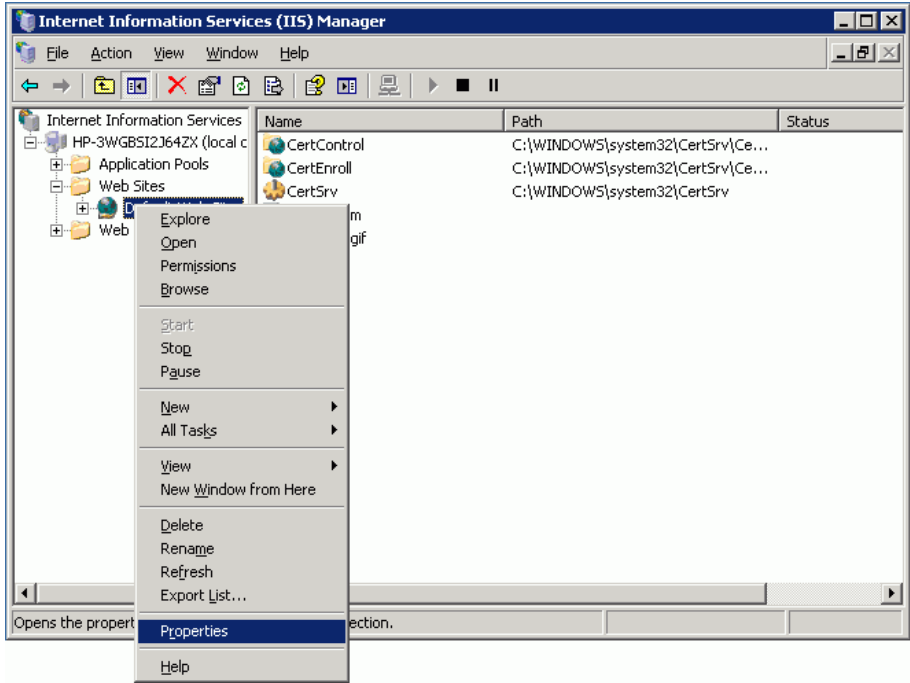 Internet Information Services (IIS) Manager
File Action View Window Help
Internet Information Services
HP-3WGBSI2J64ZX (local c
Application Pools
Web Sites
Web
Name Path Status
CertControl C:\WINDOWS\system32\CertSrv\Ce...
CertEnroll C:\WINDOWS\system32\CertSrv\Ce...
CertSrv C:\WINDOWS\system32\CertSrv
m
gif
Explore
Open
Permissions
Browse
Start
Stop
Pause
New
All Tasks
View
New Window from Here
Delete
Rename
Refresh
Export List...
Properties
Help
Opens the propert ection.